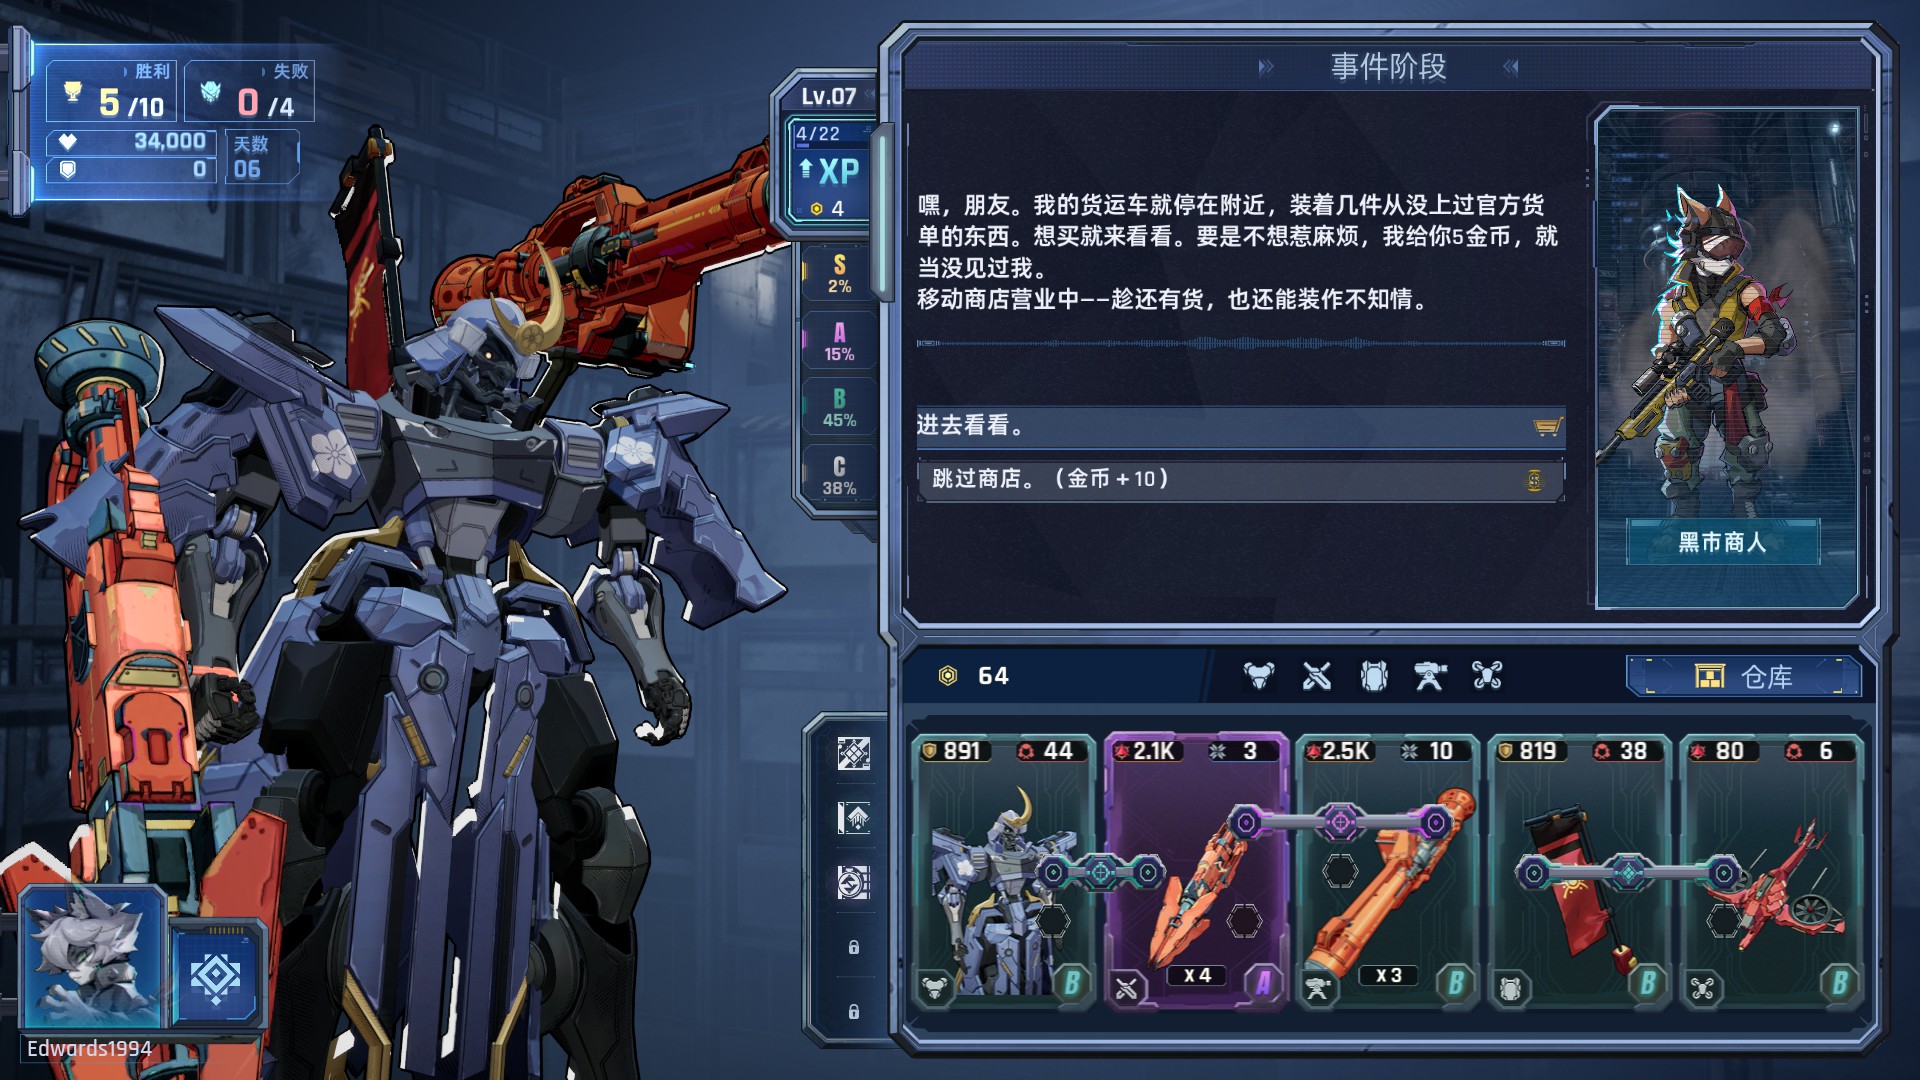 胜利
5 /10
失败
0 /4
34,000
0
天数
06
Lv.07
4/22
XP
4
S
2%
A
15%
B
45%
C
38%
事件阶段
嘿，朋友。我的货运车就停在附近，装着几件从没上过官方货
单的东西。想买就来看看。要是不想惹麻烦，我给你5金币，就
当没见过我。
移动商店营业中——趁还有货，也还能装作不知情。
进去看看。
跳过商店。（金币+10）
黑市商人
64
仓库
891
44
2.1K
3
2.5K
10
819
38
80
6
B
x4
A
x3
B
B
B
Edwards1994